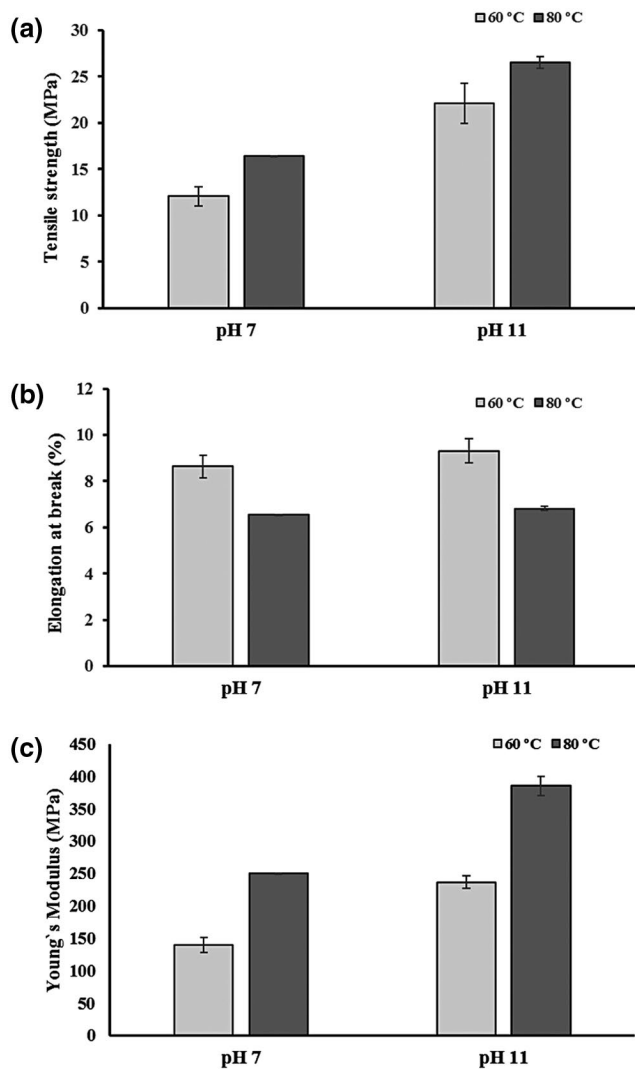 (a)
60 °C 80 °C
Tensile strength (MPa)
30
25
20
15
10
5
0
pH 7 pH 11
(b)
60 °C 80 °C
Elongation at break (%)
12
10
8
6
4
2
0
pH 7 pH 11
(c)
60 °C 80 °C
Young`s Modulus (MPa)
450
400
350
300
250
200
150
100
50
0
pH 7 pH 11